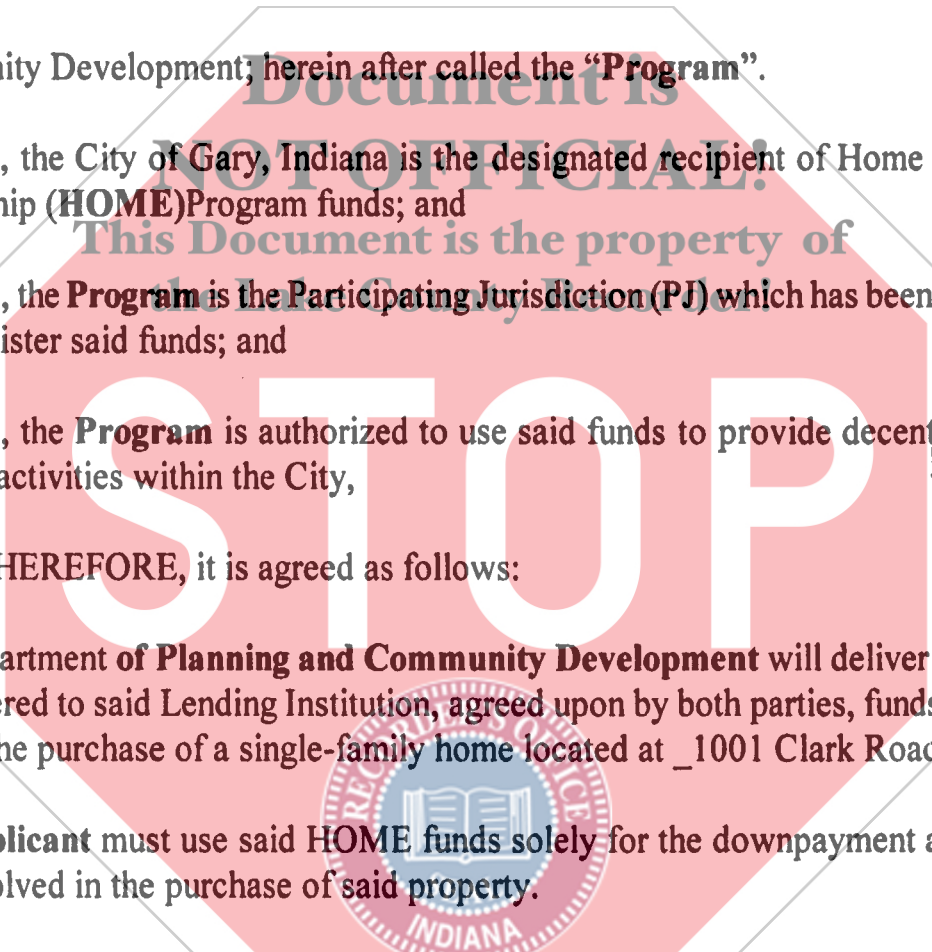 nity Development; herein after called the “Program”.
Document is
, the City of Gary, Indiana is the designated recipient of Home
NOT OFFICIAL!
hip (HOME)Program funds; and
This Document is the property of
, the Program is the Participating Jurisdiction (PJ) which has been
the Lake County Recorder!
ister said funds; and
STOP
, the Program is authorized to use said funds to provide decent
activities within the City,
HEREFORE, it is agreed as follows:
artment of Planning and Community Development will deliver
red to said Lending Institution, agreed upon by both parties, funds
he purchase of a single-family home located at _1001 Clark Road
plicant must use said HOME funds solely for the downpayment a
olved in the purchase of said property.
RECORDER'S OFFICE
INDIANA